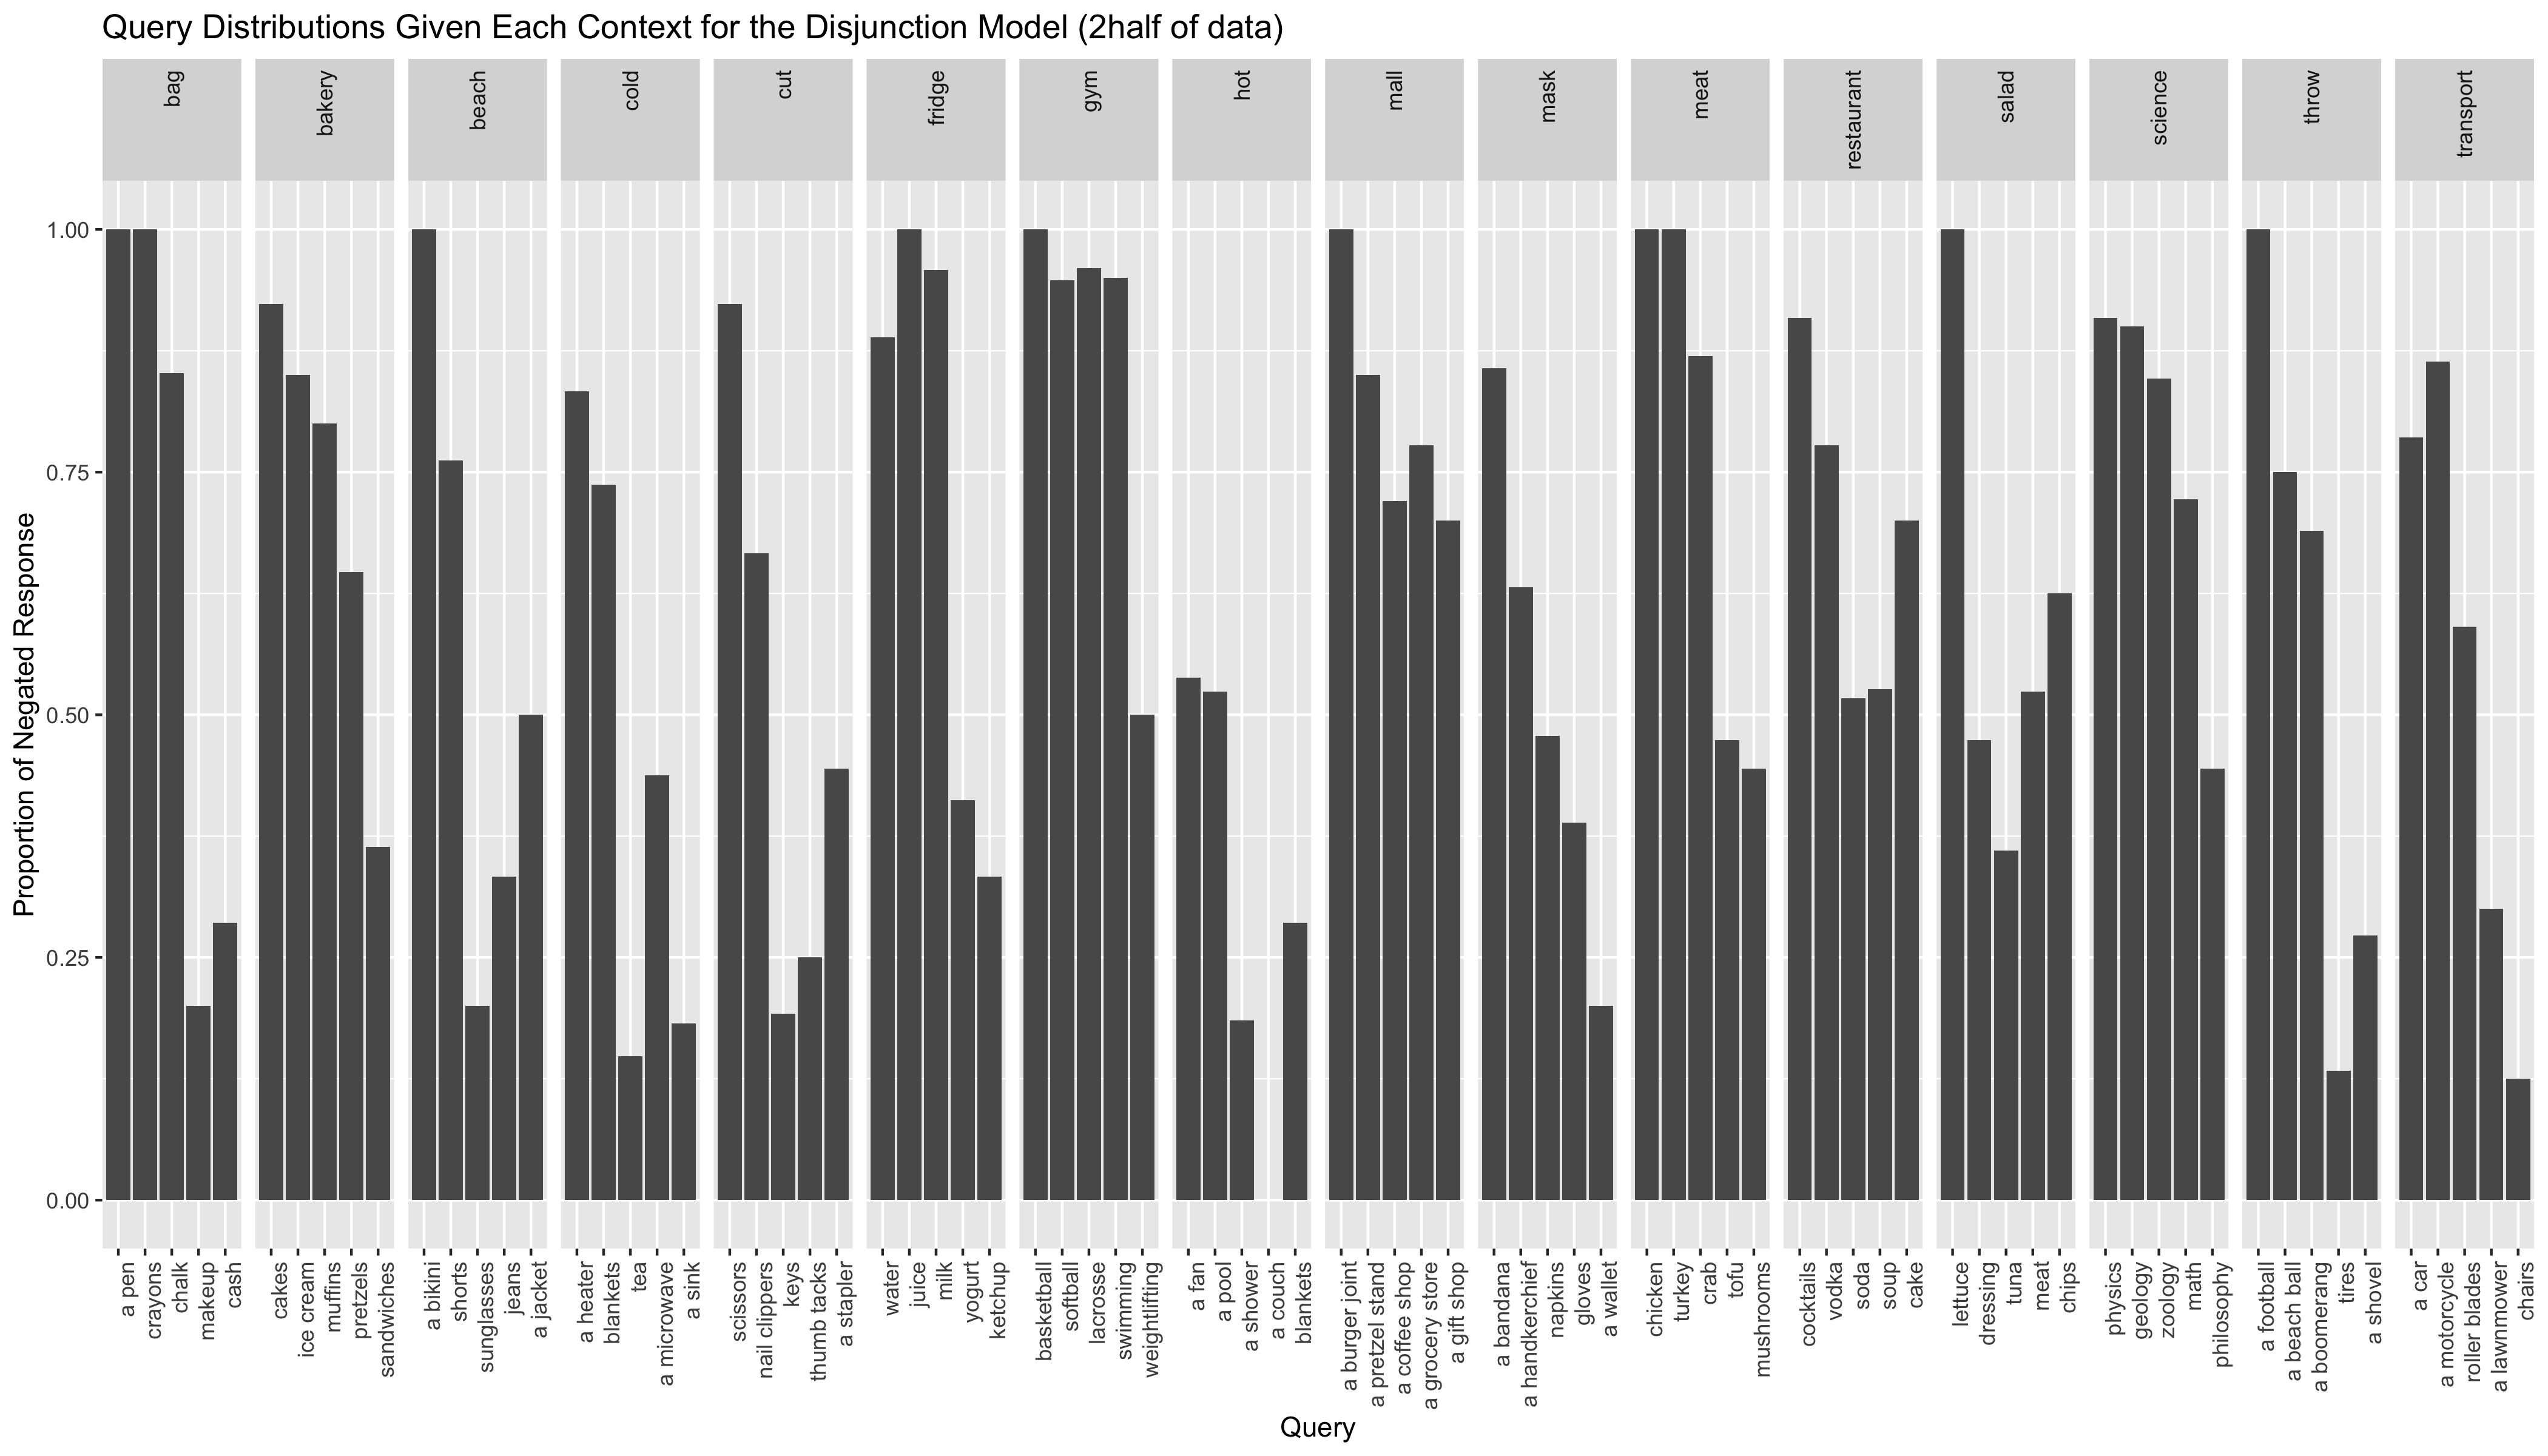 Query Distributions Given Each Context for the Disjunction Model (2half of data)
bag
bakery
beach
cold
cut
fridge
gym
hot
mall
mask
meat
restaurant
salad
science
throw
transport
Proportion of Negated Response
1.00
0.75
0.50
0.25
0.00
a pen
crayons
chalk
makeup
cash
cakes
ice cream
muffins
pretzels
sandwiches
a bikini
shorts
sunglasses
jeans
a jacket
a heater
blankets
tea
a microwave
a sink
scissors
nail clippers
keys
thumb tacks
a stapler
water
juice
milk
yogurt
ketchup
basketball
softball
lacrosse
swimming
weightlifting
a fan
a pool
a shower
a couch
blankets
a burger joint
a pretzel stand
a coffee shop
a grocery store
a gift shop
a bandana
a handkerchief
napkins
gloves
a wallet
chicken
turkey
crab
tofu
mushrooms
cocktails
vodka
soda
soup
cake
lettuce
dressing
tuna
meat
chips
physics
geology
zoology
math
philosophy
a football
a beach ball
a boomerang
tires
a shovel
a car
a motorcycle
roller blades
a lawnmower
chairs
Query